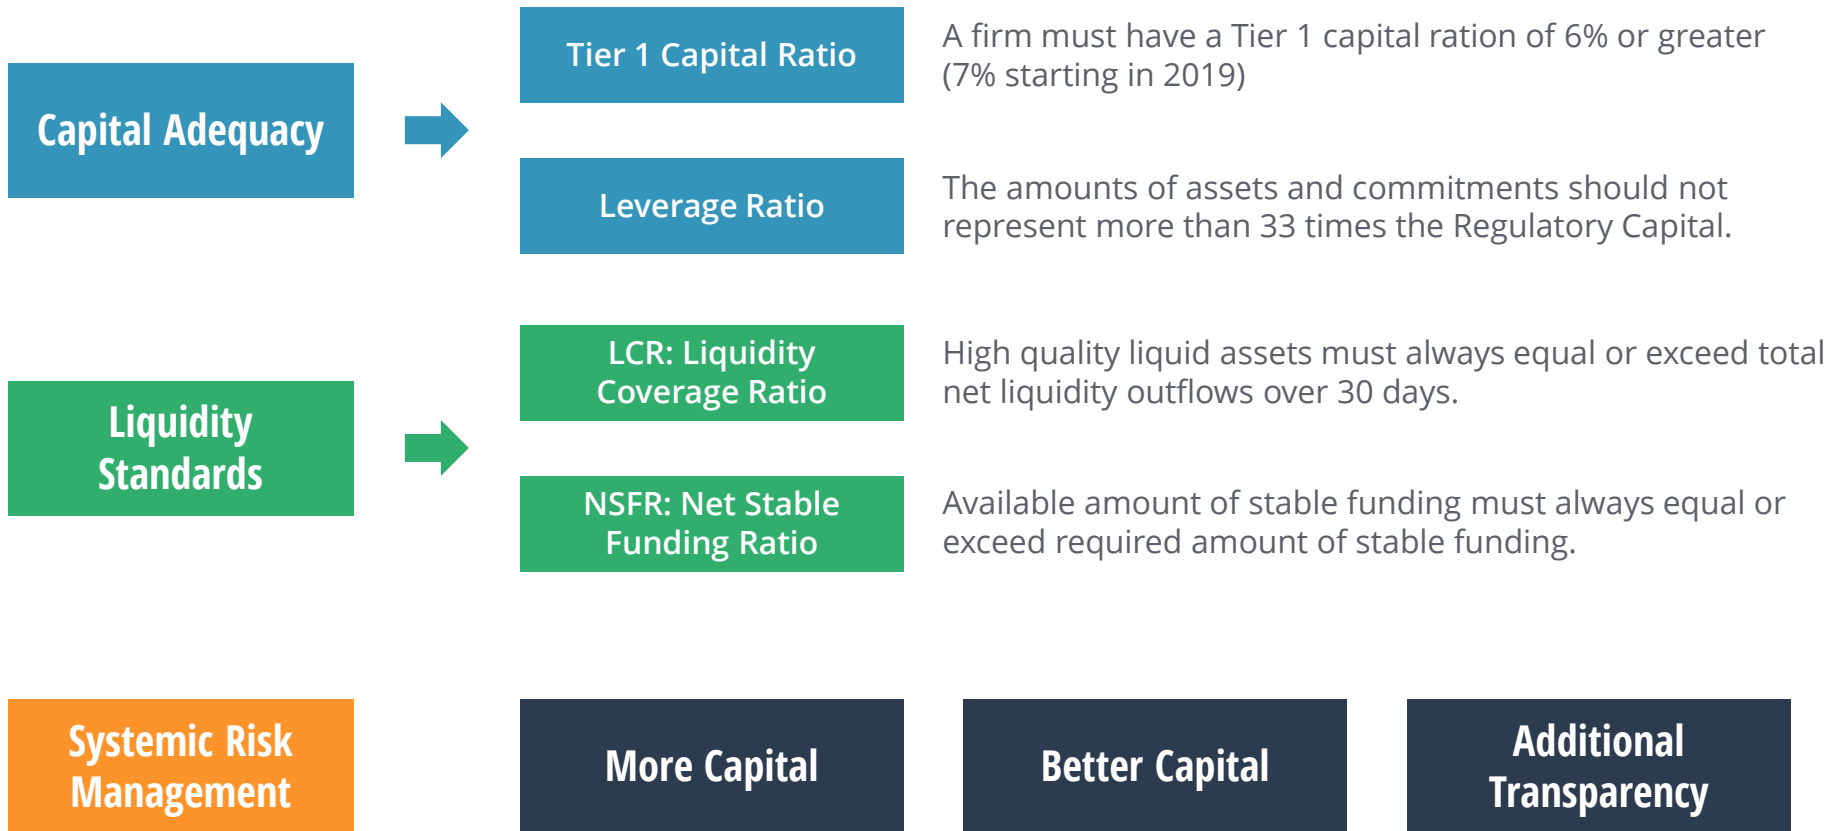 Capital Adequacy
Tier 1 Capital Ratio
A firm must have a Tier 1 capital ration of 6% or greater
(7% starting in 2019)
Leverage Ratio
The amounts of assets and commitments should not
represent more than 33 times the Regulatory Capital.
Liquidity
Standards
LCR: Liquidity
Coverage Ratio
High quality liquid assets must always equal or exceed total
net liquidity outflows over 30 days.
NSFR: Net Stable
Funding Ratio
Available amount of stable funding must always equal or
exceed required amount of stable funding.
Systemic Risk
Management
More Capital
Better Capital
Additional
Transparency